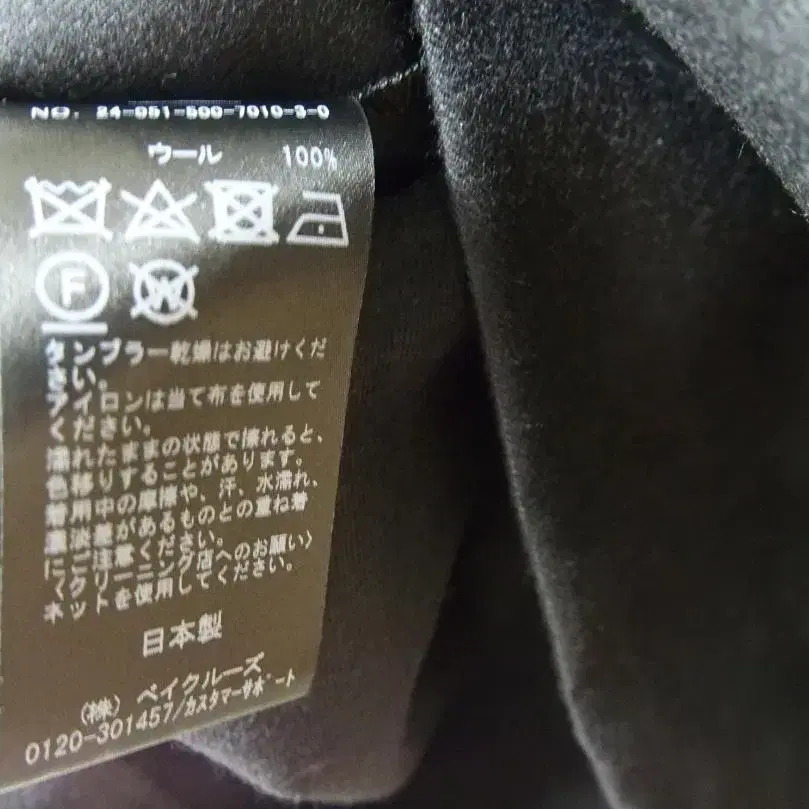 NO. 24-051-500-7010-3-0
ウール 100%
F
W
タンブラー乾燥はお避けくだ
さい。
アイロンは当て布を使用して
ください。
濡れたままの状態で擦れると、
色移りすることがあります。
着用中の摩擦や、汗、水濡れ、
濃淡差があるものとの重ね着
にご注意ください。
〈クリーニング店へのお願い〉
ネットを使用してください。
日本製
(株) ベイクルーズ
0120-301457/カスタマーサポート